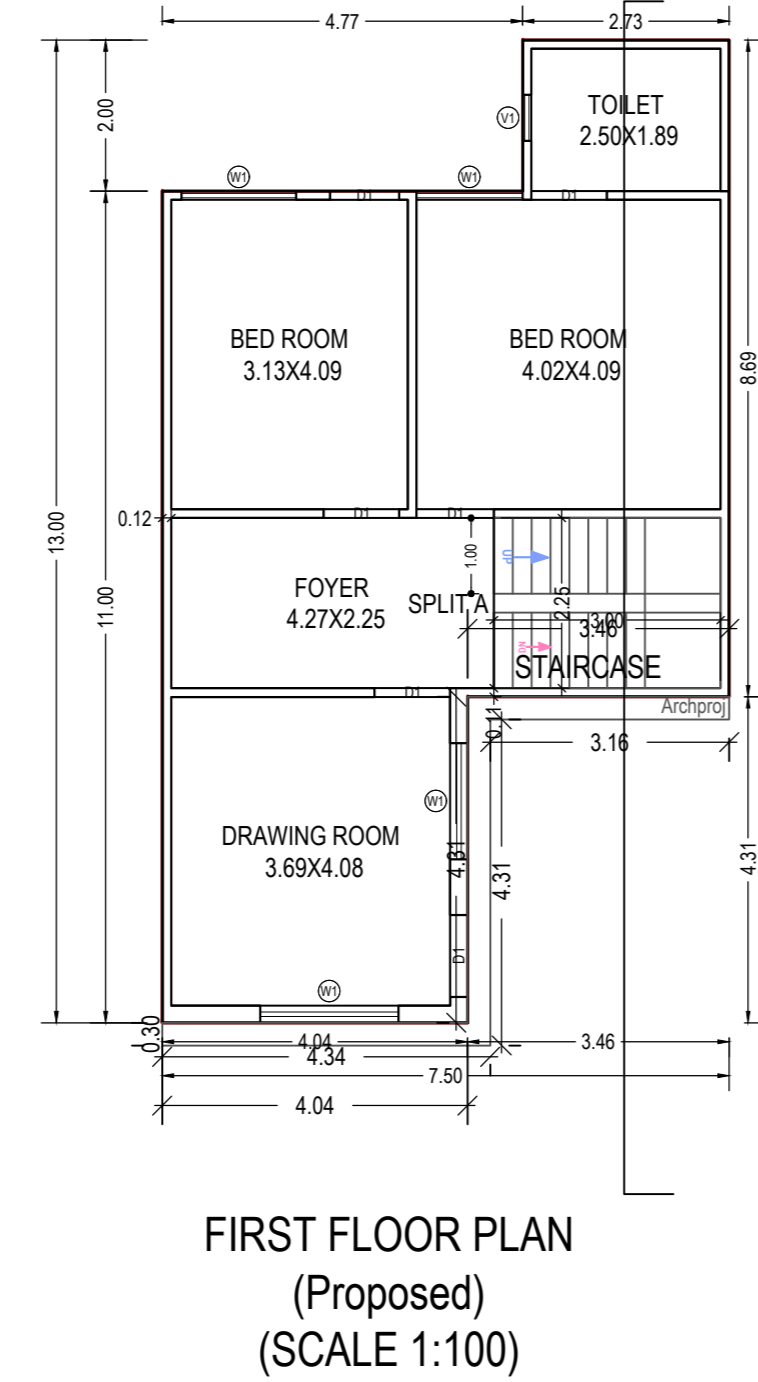 4.77
2.73
2.00
TOILET
2.50X1.89
V1
W1
W1
D1
D1
BED ROOM
3.13X4.09
BED ROOM
4.02X4.09
8.69
13.00
11.00
0.12
D1
D1
1.00
UP
FOYER
4.27X2.25
SPLIT A
2.25
3.00
3.46
DN
STAIRCASE
D1
Archproj
0.11
3.16
W1
DRAWING ROOM
3.69X4.08
4.31
4.31
4.31
D1
W1
0.30
4.04
3.46
4.34
7.50
4.04
FIRST FLOOR PLAN
(Proposed)
(SCALE 1:100)